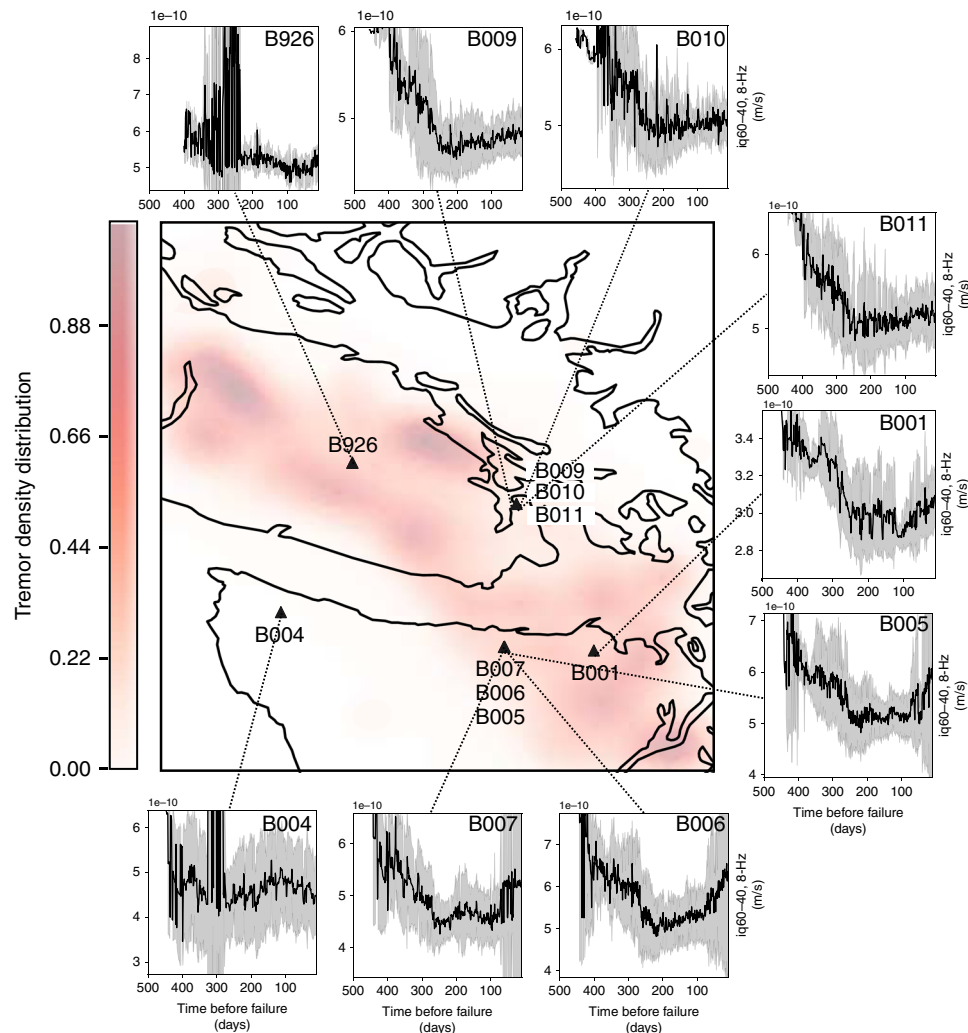 1e–10
B926
8
7
6
5
500 400 300 200 100
1e–10
B009
6
5
500 400 300 200 100
1e–10
B010
6
5
500 400 300 200 100
iq60–40, 8-Hz
(m/s)
1e–10
B011
6
5
500 400 300 200 100
iq60–40, 8-Hz
(m/s)
1e–10
B001
3.4
3.2
3.0
2.8
500 400 300 200 100
iq60–40, 8-Hz
(m/s)
1e–10
B005
7
6
5
4
500 400 300 200 100
iq60–40, 8-Hz
(m/s)
Time before failure
(days)
Tremor density distribution
0.88
0.66
0.44
0.22
0.00
B926
B009
B010
B011
B004
B007
B006
B005
B001
1e–10
B004
6
5
4
3
500 400 300 200 100
Time before failure
(days)
1e–10
B007
6
5
4
500 400 300 200 100
Time before failure
(days)
1e–10
B006
7
6
5
4
500 400 300 200 100
iq60–40, 8-Hz
(m/s)
Time before failure
(days)